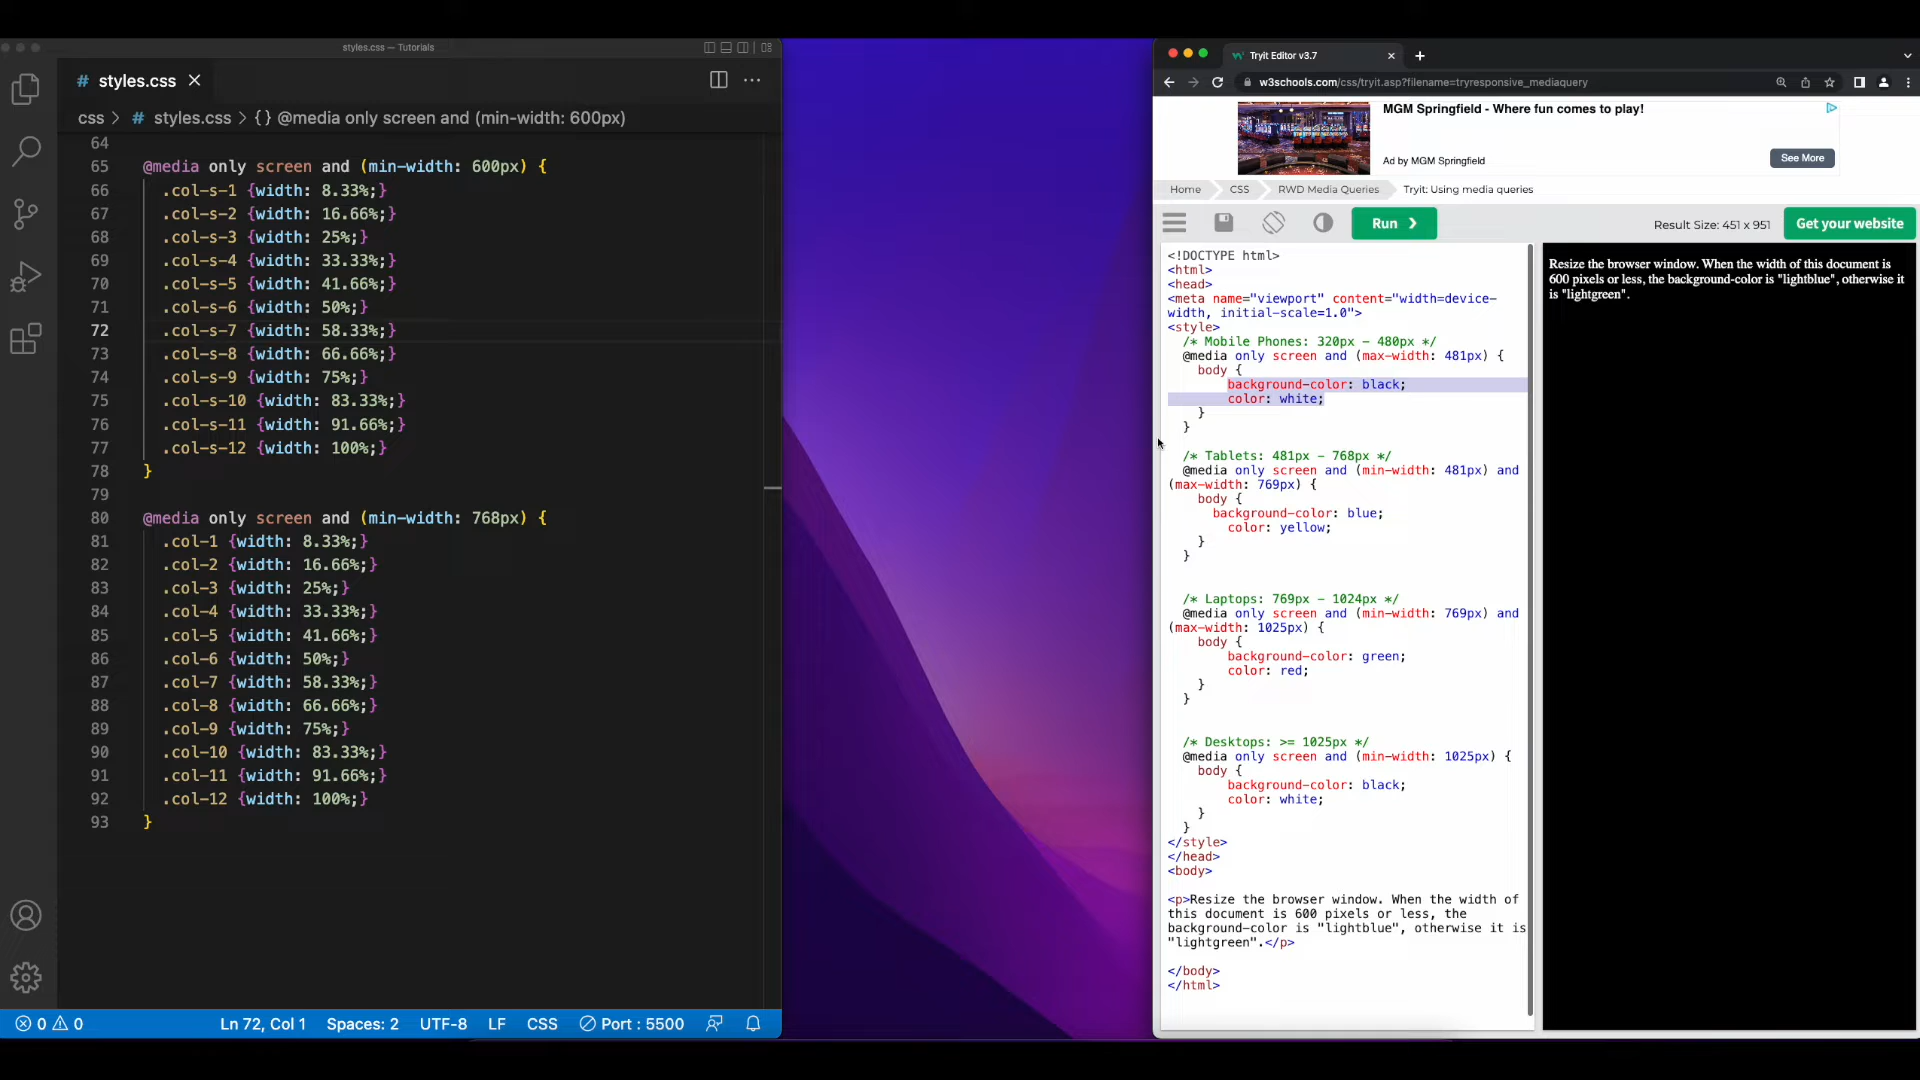 styles.css — Tutorials
# styles.css
css > # styles.css > {} @media only screen and (min-width: 600px)
64
65 @media only screen and (min-width: 600px) {
66 .col-s-1 {width: 8.33%;}
67 .col-s-2 {width: 16.66%;}
68 .col-s-3 {width: 25%;}
69 .col-s-4 {width: 33.33%;}
70 .col-s-5 {width: 41.66%;}
71 .col-s-6 {width: 50%;}
72 .col-s-7 {width: 58.33%;}
73 .col-s-8 {width: 66.66%;}
74 .col-s-9 {width: 75%;}
75 .col-s-10 {width: 83.33%;}
76 .col-s-11 {width: 91.66%;}
77 .col-s-12 {width: 100%;}
78 }
79
80 @media only screen and (min-width: 768px) {
81 .col-1 {width: 8.33%;}
82 .col-2 {width: 16.66%;}
83 .col-3 {width: 25%;}
84 .col-4 {width: 33.33%;}
85 .col-5 {width: 41.66%;}
86 .col-6 {width: 50%;}
87 .col-7 {width: 58.33%;}
88 .col-8 {width: 66.66%;}
89 .col-9 {width: 75%;}
90 .col-10 {width: 83.33%;}
91 .col-11 {width: 91.66%;}
92 .col-12 {width: 100%;}
93 }
0 0 Ln 72, Col 1 Spaces: 2 UTF-8 LF CSS Port : 5500
Tryit Editor v3.7
w3schools.com/css/tryit.asp?filename=tryresponsive_mediaquery
MGM Springfield - Where fun comes to play!
Ad by MGM Springfield
See More
Home CSS RWD Media Queries Tryit: Using media queries
Run ❯ Result Size: 451 x 951 Get your website
<!DOCTYPE html>
<html>
<head>
<meta name="viewport" content="width=device-
width, initial-scale=1.0">
<style>
/* Mobile Phones: 320px - 480px */
@media only screen and (max-width: 481px) {
body {
background-color: black;
color: white;
}
}
/* Tablets: 481px - 768px */
@media only screen and (min-width: 481px) and
(max-width: 769px) {
body {
background-color: blue;
color: yellow;
}
}
/* Laptops: 769px - 1024px */
@media only screen and (min-width: 769px) and
(max-width: 1025px) {
body {
background-color: green;
color: red;
}
}
/* Desktops: >= 1025px */
@media only screen and (min-width: 1025px) {
body {
background-color: black;
color: white;
}
}
</style>
</head>
<body>
<p>Resize the browser window. When the width of
this document is 600 pixels or less, the
background-color is "lightblue", otherwise it is
"lightgreen".</p>
</body>
</html>
Resize the browser window. When the width of this document is
600 pixels or less, the background-color is "lightblue", otherwise it
is "lightgreen".